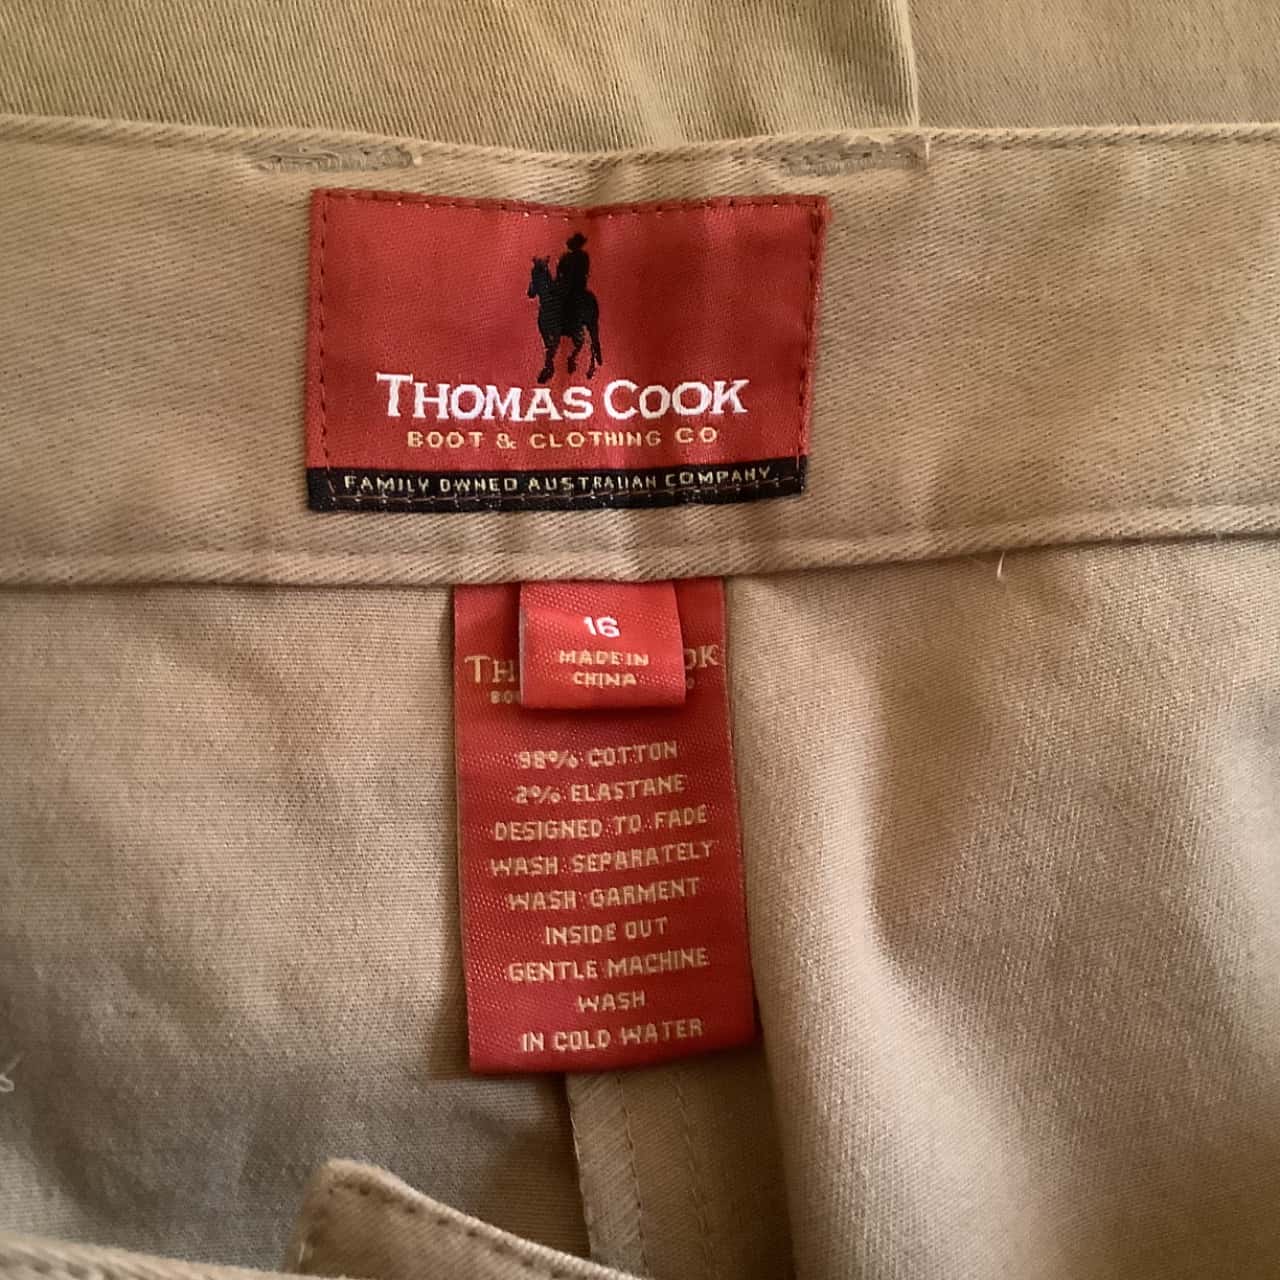 THOMAS COOK
BOOT & CLOTHING CO
FAMILY OWNED AUSTRALIAN COMPANY
16
MADE IN
CHINA
98% COTTON
2% ELASTANE
DESIGNED TO FADE
WASH SEPARATELY
WASH GARMENT
INSIDE OUT
GENTLE MACHINE
WASH
IN COLD WATER